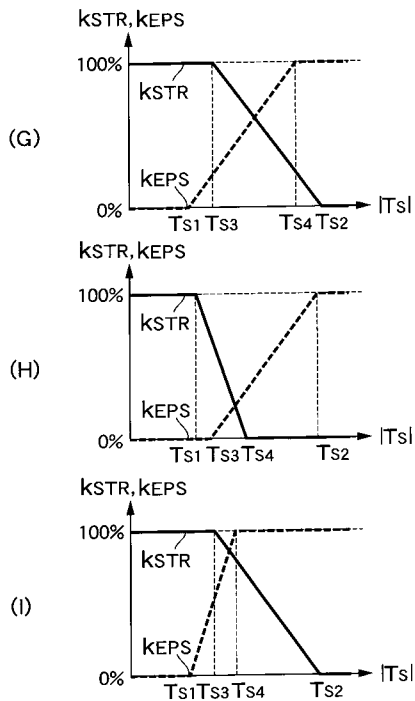 kSTR,kEPS
100%
kSTR
(G)
kEPS
0%
TS1 TS3 TS4 TS2 |TS|
kSTR,kEPS
100%
kSTR
(H)
kEPS
0%
TS1 TS3 TS4 TS2 |TS|
kSTR,kEPS
100%
kSTR
(I)
kEPS
0%
TS1 TS3 TS4 TS2 |TS|